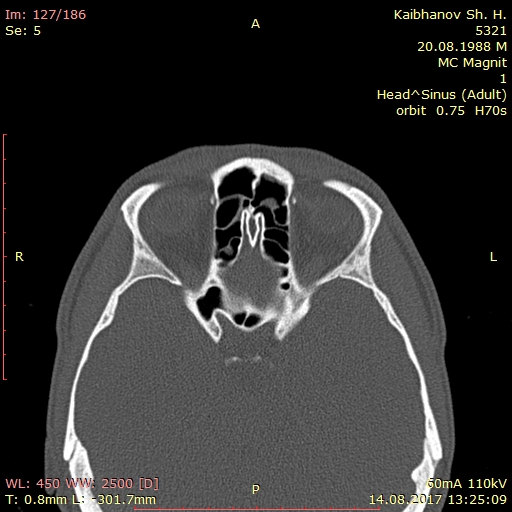 Im: 127/186
Se: 5
A
Kaibhanov Sh. H.
5321
20.08.1988 M
MC Magnit
1
Head^Sinus (Adult)
orbit 0.75 H70s
R
L
WL: 450 WW: 2500 [D]
T: 0.8mm L: -301.7mm
P
60mA 110kV
14.08.2017 13:25:09